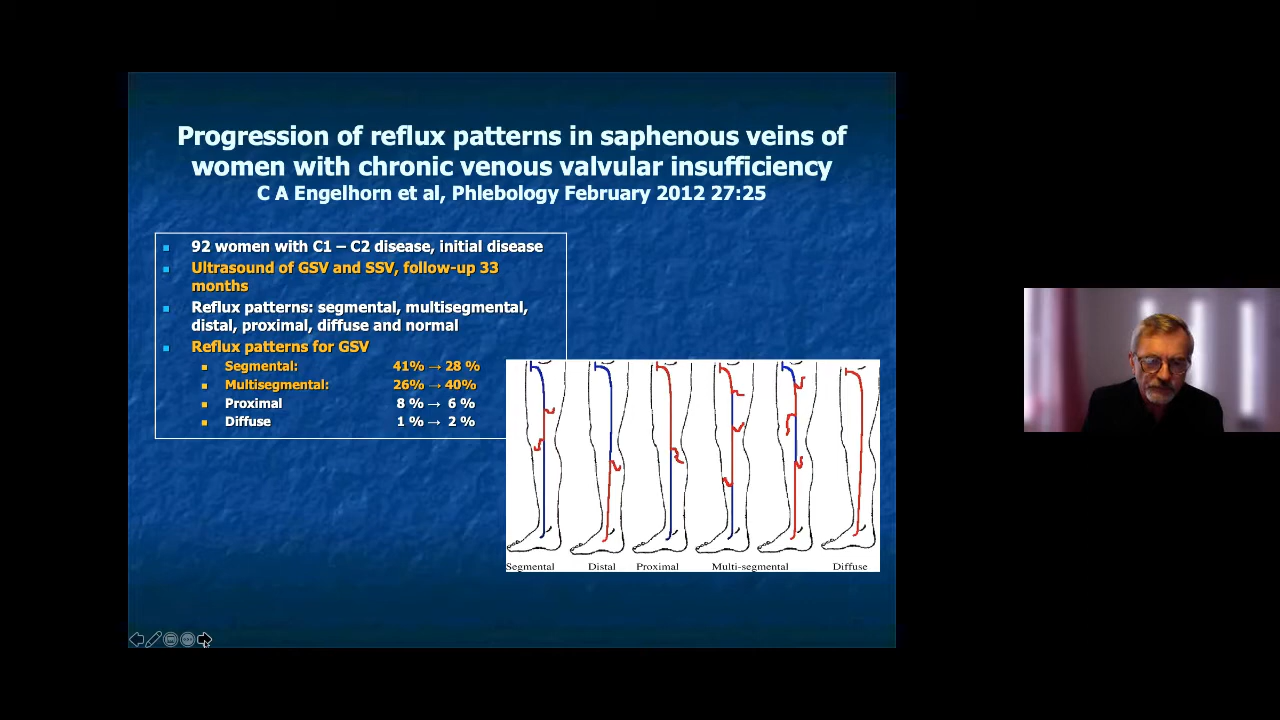 Progression of reflux patterns in saphenous veins of
women with chronic venous valvular insufficiency
C A Engelhorn et al, Phlebology February 2012 27:25
92 women with C1 – C2 disease, initial disease
Ultrasound of GSV and SSV, follow-up 33
months
Reflux patterns: segmental, multisegmental,
distal, proximal, diffuse and normal
Reflux patterns for GSV
Segmental: 41% → 28 %
Multisegmental: 26% → 40%
Proximal 8 % → 6 %
Diffuse 1 % → 2 %
Segmental Distal Proximal Multi-segmental Diffuse